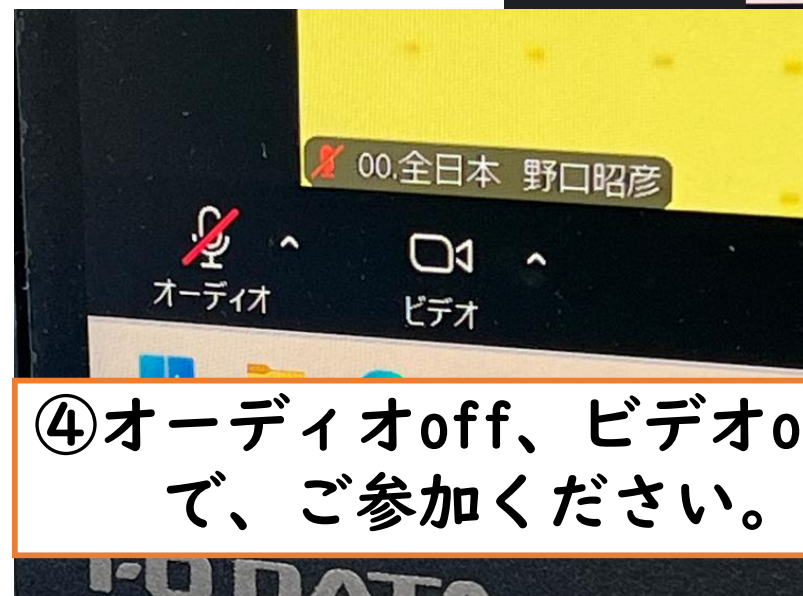 00.全日本 野口昭彦
オーディオ
ビデオ
④オーディオoff、ビデオo
で、ご参加ください。
I-O DATA